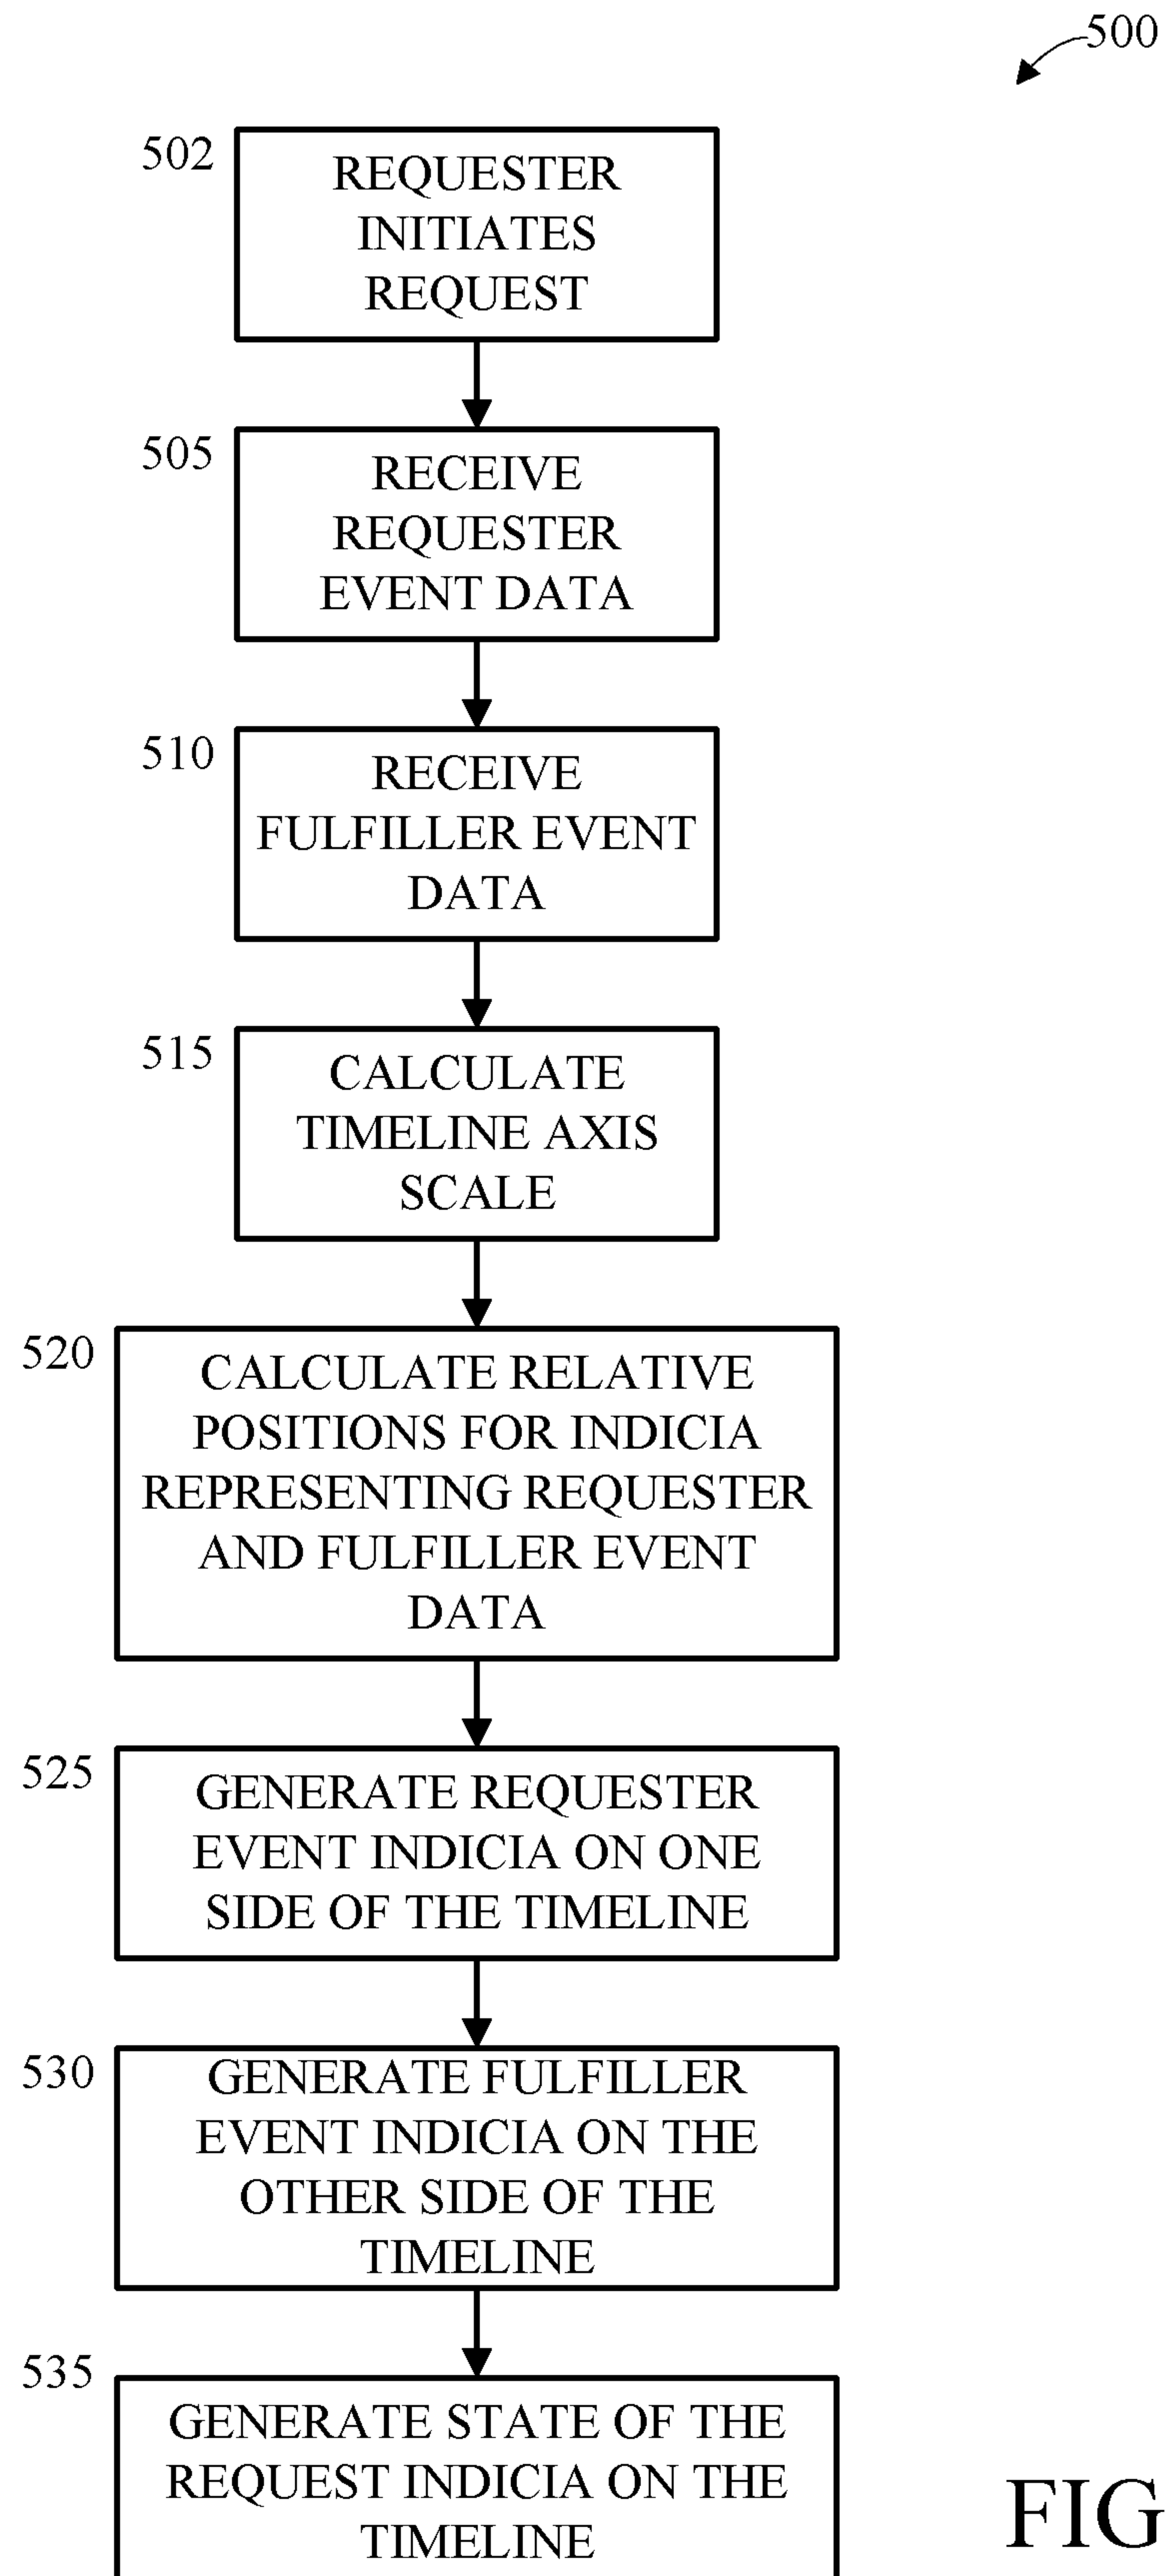 500
502
REQUESTER
INITIATES
REQUEST
505
RECEIVE
REQUESTER
EVENT DATA
510
RECEIVE
FULFILLER EVENT
DATA
515
CALCULATE
TIMELINE AXIS
SCALE
520
CALCULATE RELATIVE
POSITIONS FOR INDICIA
REPRESENTING REQUESTER
AND FULFILLER EVENT
DATA
525
GENERATE REQUESTER
EVENT INDICIA ON ONE
SIDE OF THE TIMELINE
530
GENERATE FULFILLER
EVENT INDICIA ON THE
OTHER SIDE OF THE
TIMELINE
535
GENERATE STATE OF THE
REQUEST INDICIA ON THE
TIMELINE
FIG